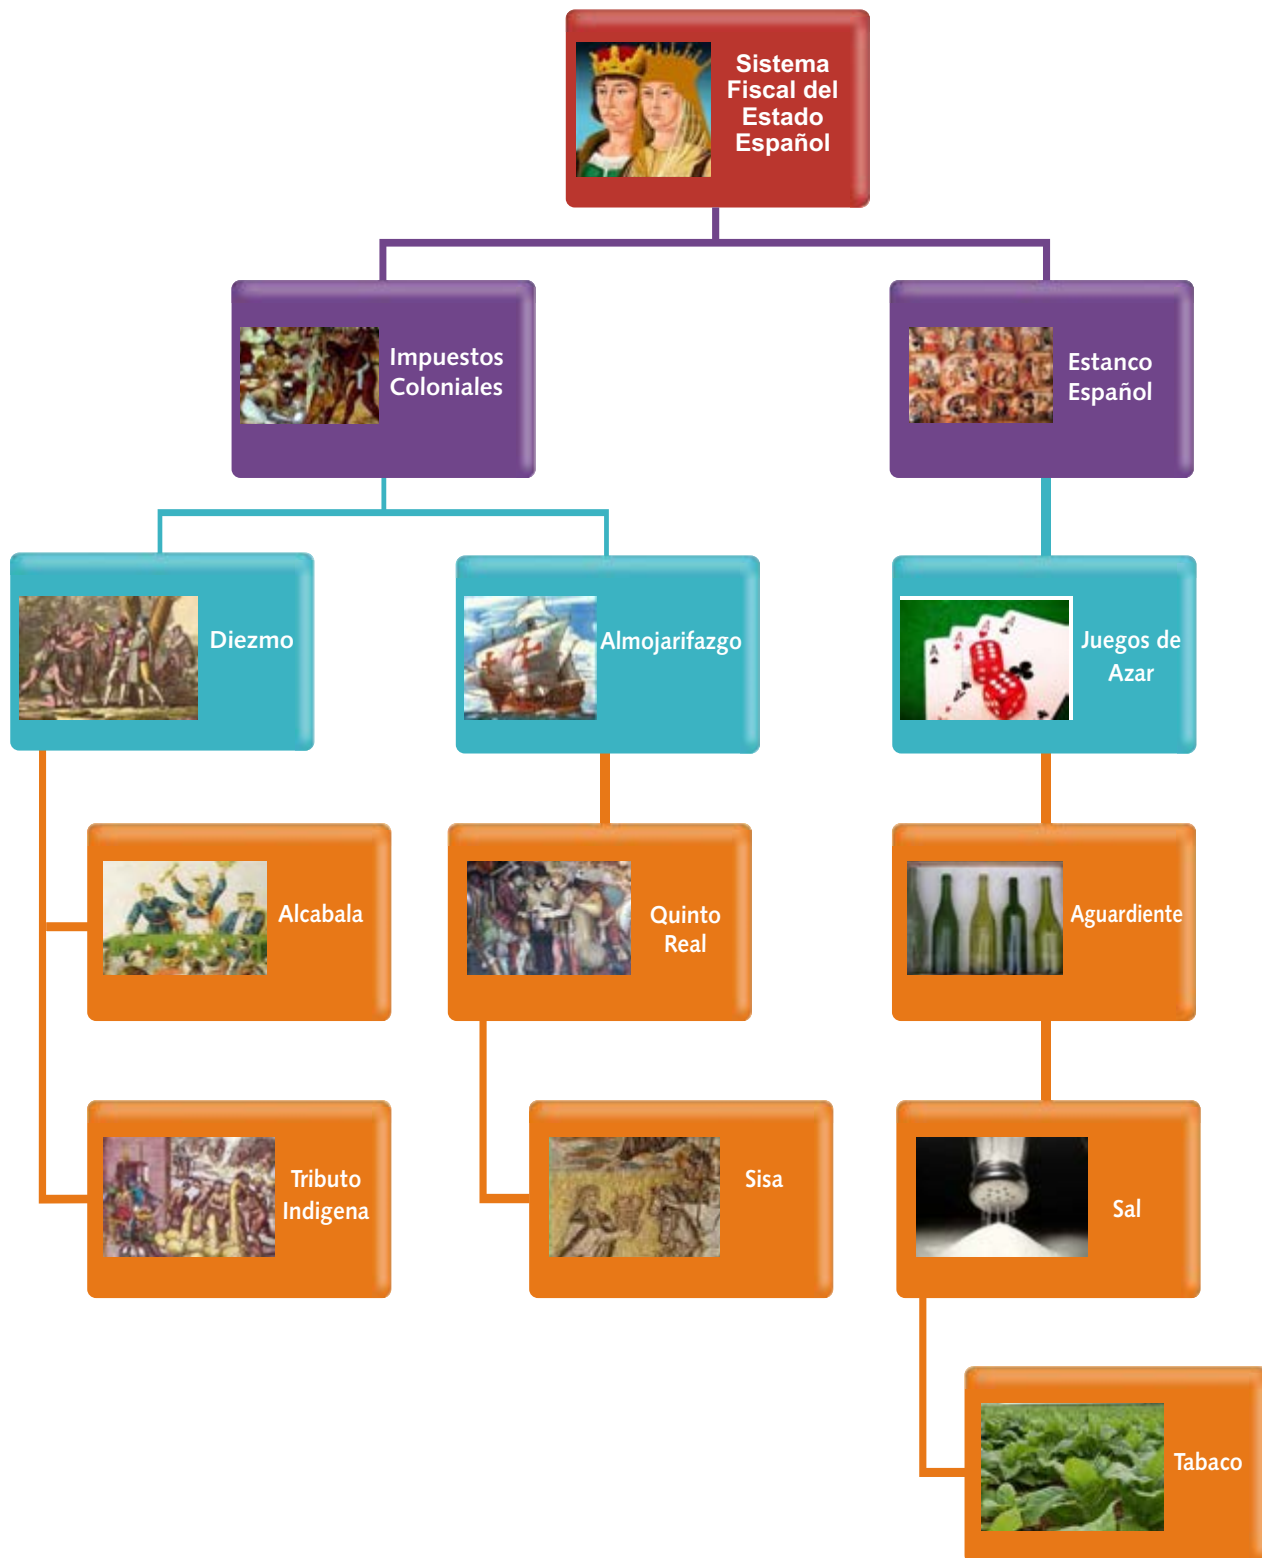 Sistema
Fiscal del
Estado
Español
Impuestos
Coloniales
Estanco
Español
Diezmo
Almojarifazgo
Juegos de
Azar
Alcabala
Quinto
Real
Aguardiente
Tributo
Indigena
Sisa
Sal
Tabaco